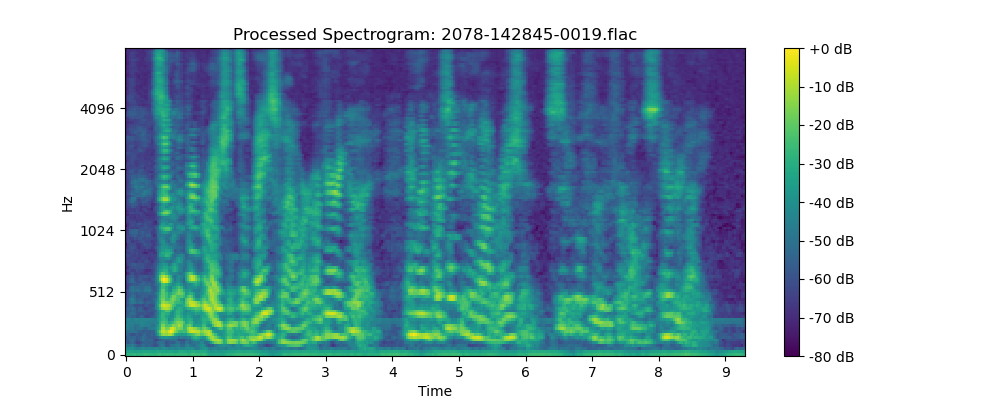 Processed Spectrogram: 2078-142845-0019.flac
Hz
4096
2048
1024
512
0
0 1 2 3 4 5 6 7 8 9
Time
+0 dB
-10 dB
-20 dB
-30 dB
-40 dB
-50 dB
-60 dB
-70 dB
-80 dB